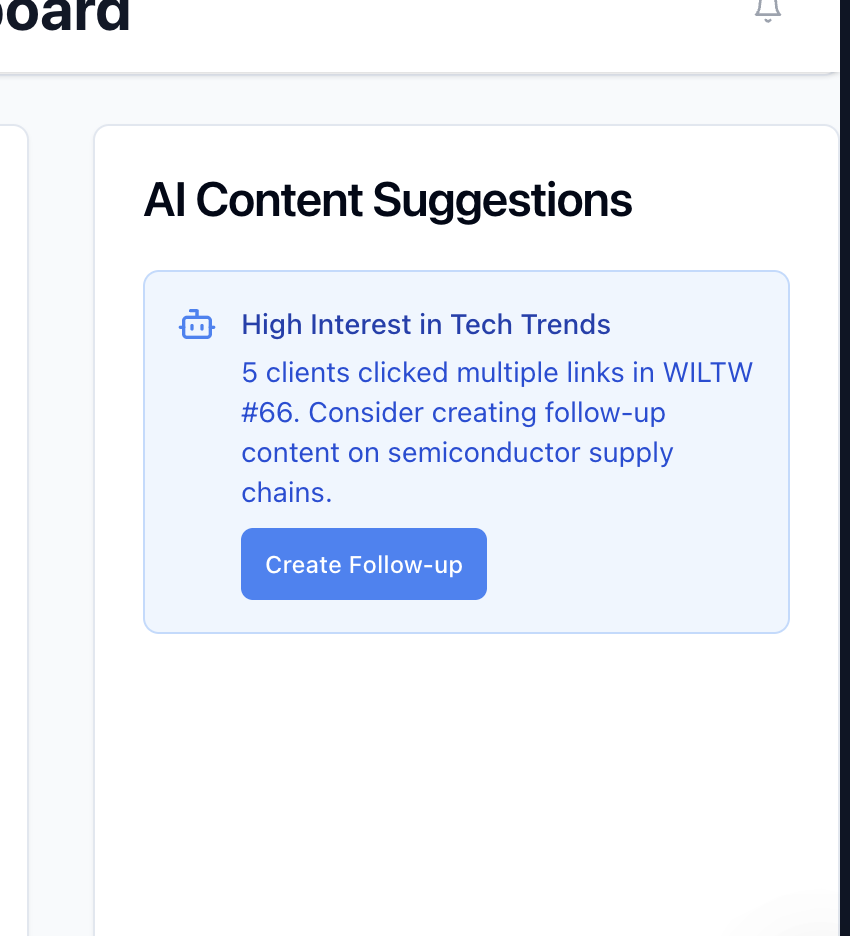 board
AI Content Suggestions
High Interest in Tech Trends
5 clients clicked multiple links in WILTW
#66. Consider creating follow-up
content on semiconductor supply
chains.
Create Follow-up